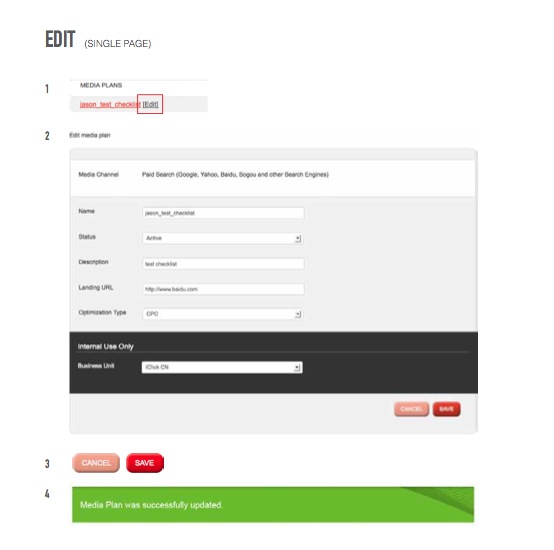 EDIT (SINGLE PAGE)
1
MEDIA PLANS
jason_test_checklist [Edit]
2
Edit media plan
Media Channel Paid Search (Google, Yahoo, Baidu, Sogou and other Search Engines)
Name jason_test_checklist
Status Active
Description test checklist
Landing URL http://www.baidu.com
Optimization Type CPC
Internal Use Only
Business Unit iClick CN
CANCEL SAVE
3 CANCEL SAVE
4
Media Plan was successfully updated.